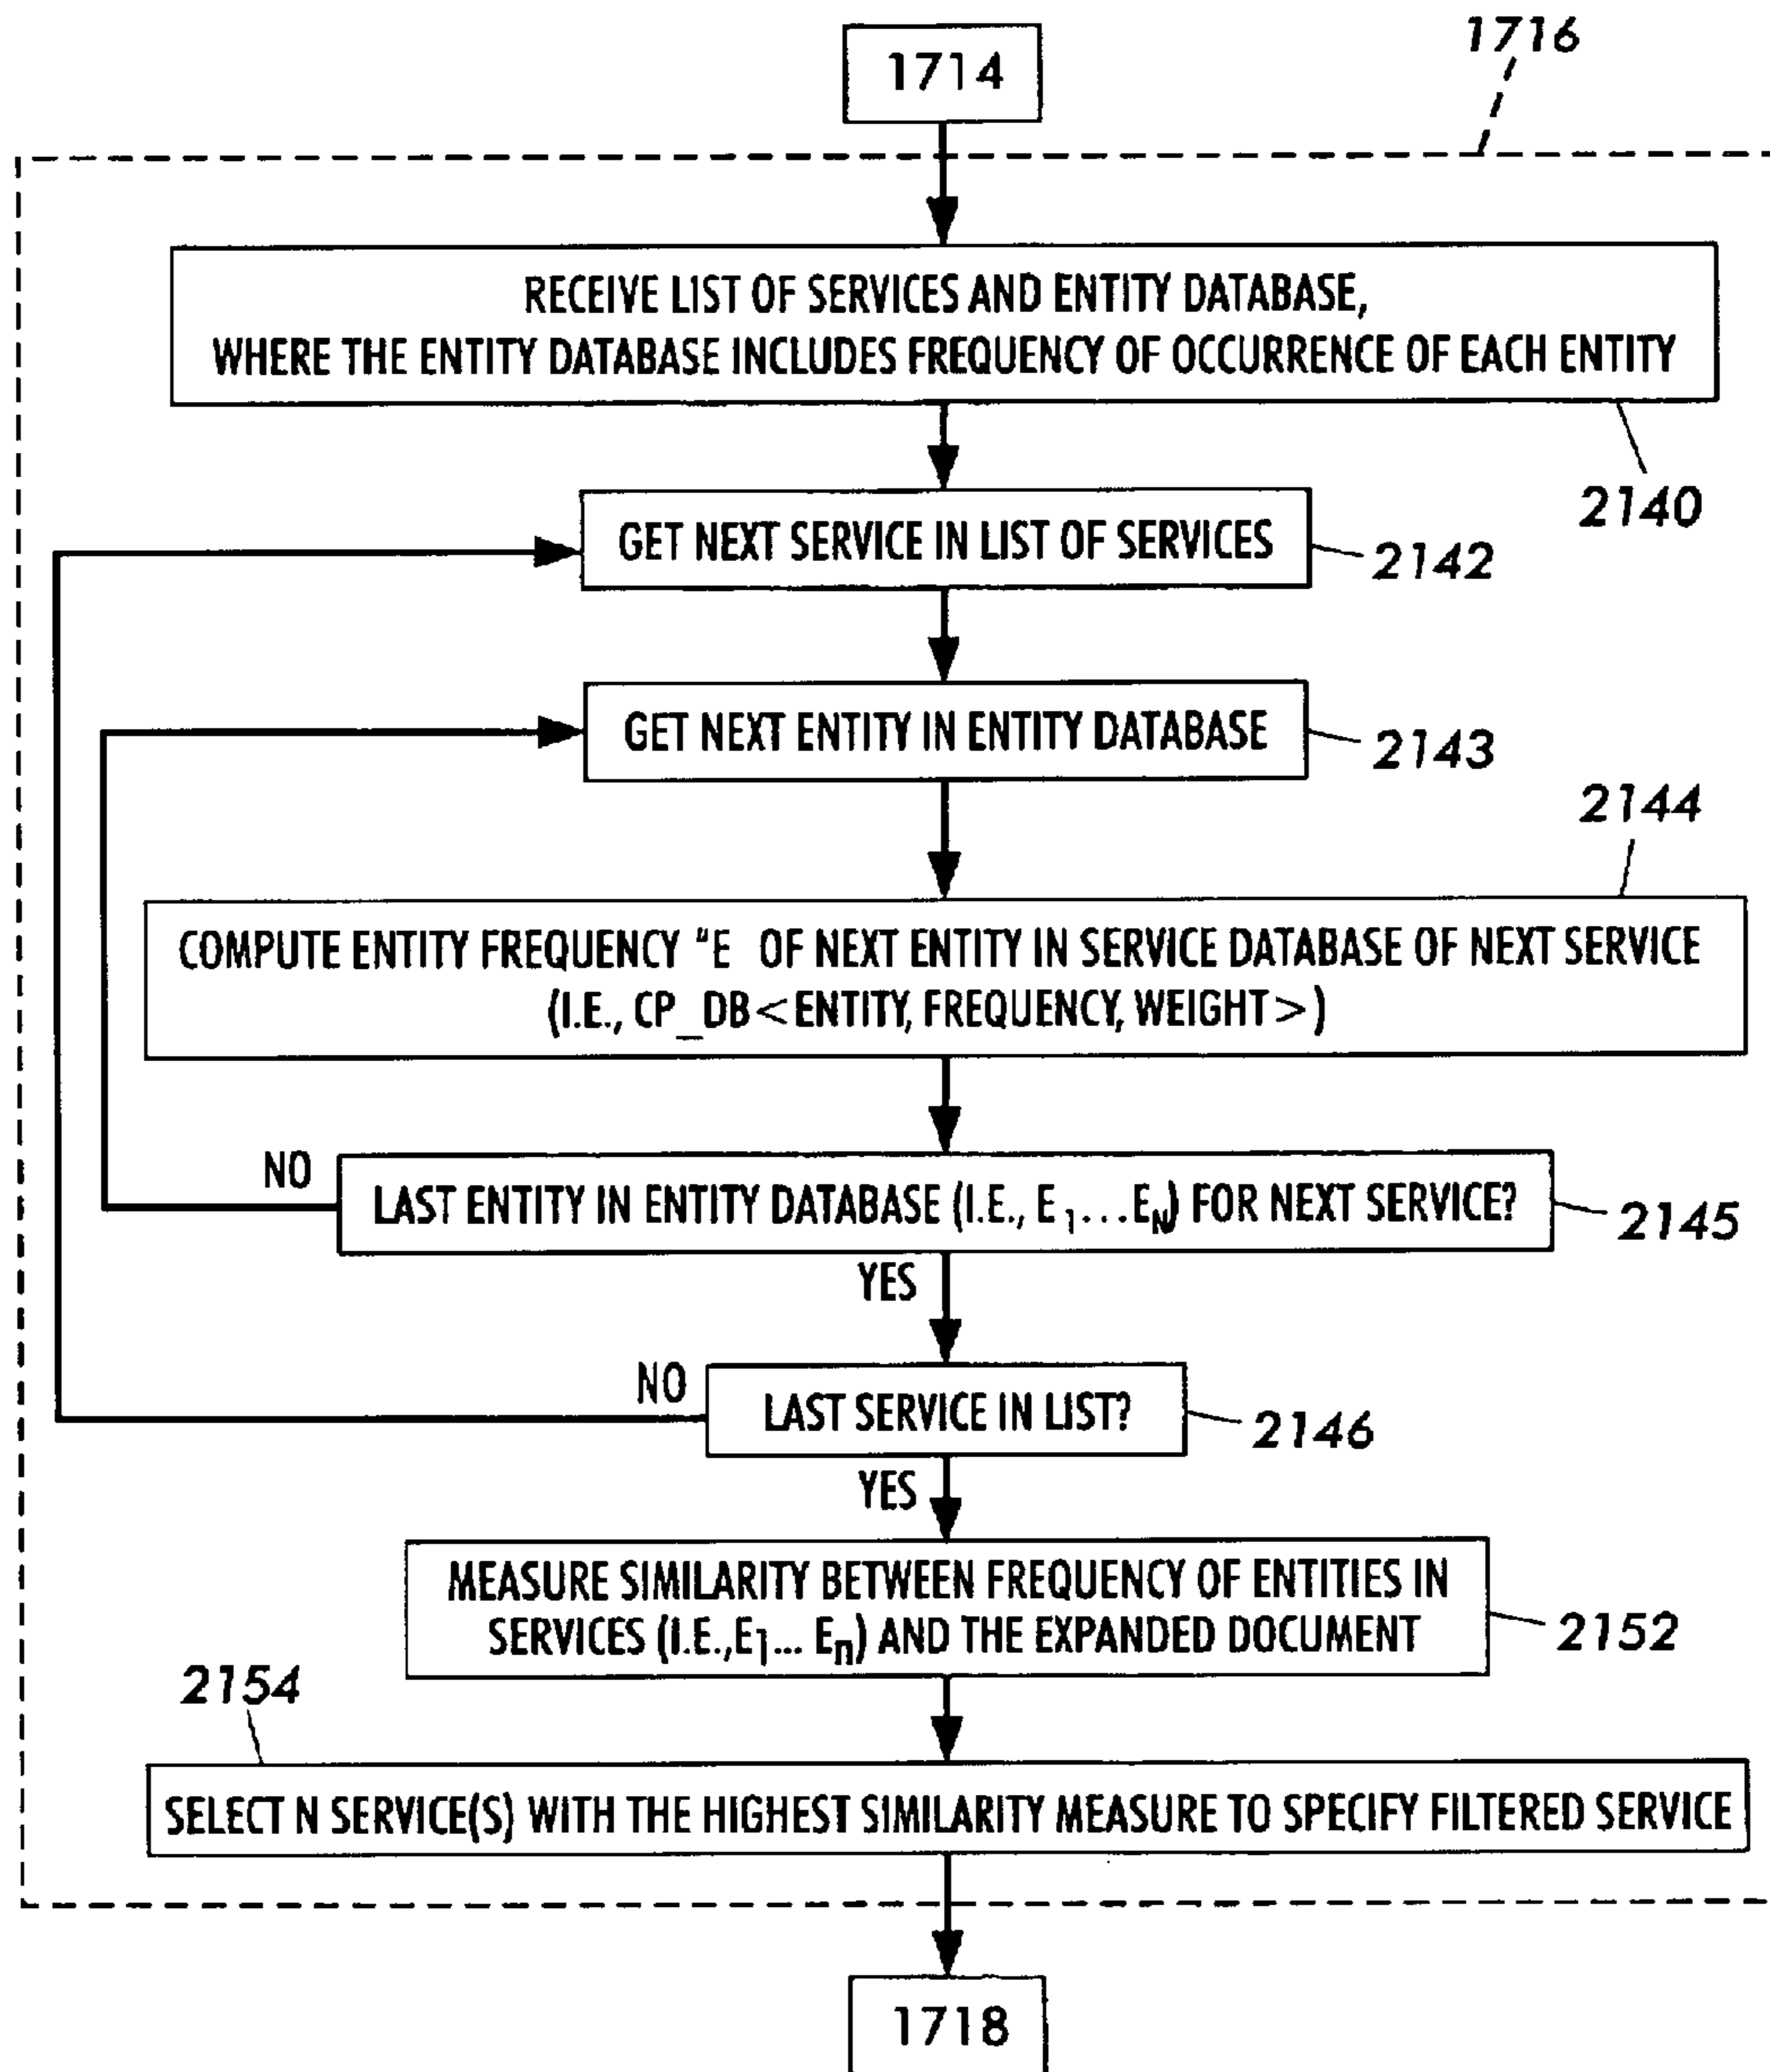 1714
1716
RECEIVE LIST OF SERVICES AND ENTITY DATABASE,
WHERE THE ENTITY DATABASE INCLUDES FREQUENCY OF OCCURRENCE OF EACH ENTITY
2140
GET NEXT SERVICE IN LIST OF SERVICES
2142
GET NEXT ENTITY IN ENTITY DATABASE
2143
2144
COMPUTE ENTITY FREQUENCY "E OF NEXT ENTITY IN SERVICE DATABASE OF NEXT SERVICE
(I.E., CP_DB<ENTITY, FREQUENCY, WEIGHT>)
NO
LAST ENTITY IN ENTITY DATABASE (I.E., E1...EN) FOR NEXT SERVICE?
2145
YES
NO
LAST SERVICE IN LIST?
2146
YES
MEASURE SIMILARITY BETWEEN FREQUENCY OF ENTITIES IN
SERVICES (I.E.,E1... En) AND THE EXPANDED DOCUMENT
2152
2154
SELECT N SERVICE(S) WITH THE HIGHEST SIMILARITY MEASURE TO SPECIFY FILTERED SERVICE
1718